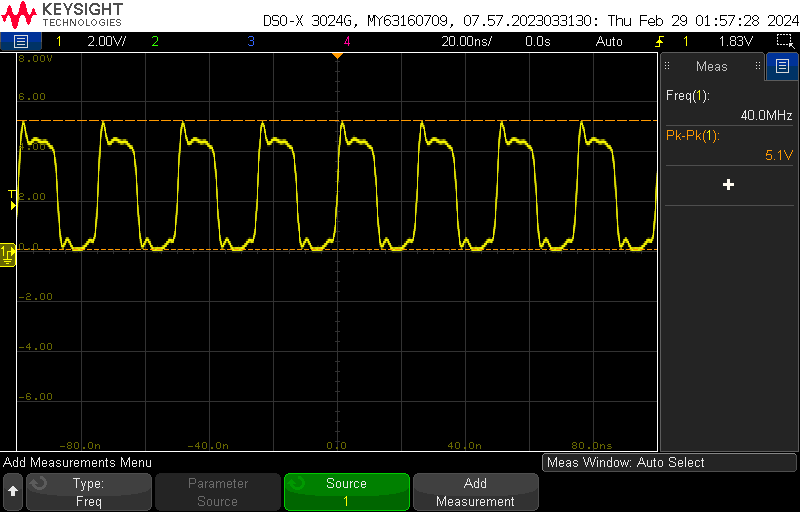 KEYSIGHT
TECHNOLOGIES
DSO-X 3024G, MY63160709, 07.57.2023033130: Thu Feb 29 01:57:28 2024
1 2.00V/ 2 3 4 20.00ns/ 0.0s Auto 1 1.83V
8.00V
6.00
4.00
2.00
0.0
-2.00
-4.00
-6.00
T
1
-80.0n -40.0n 0.0 40.0n 80.0ns
Meas
Freq(1):
40.0MHz
Pk-Pk(1):
5.1V
Add Measurements Menu
Meas Window: Auto Select
Type:
Freq
Parameter
Source
Source
1
Add
Measurement